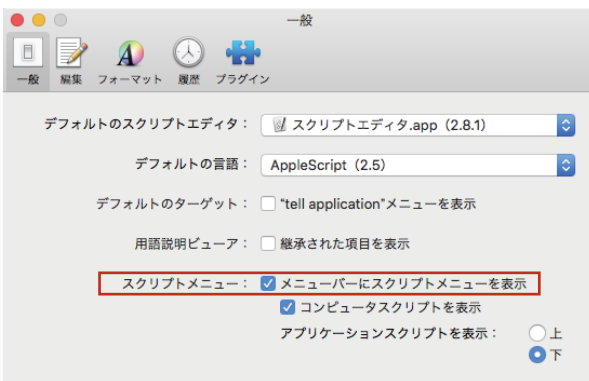 一般
一般 編集 フォーマット 履歴 プラグイン
デフォルトのスクリプトエディタ： スクリプトエディタ.app（2.8.1）
デフォルトの言語： AppleScript（2.5）
デフォルトのターゲット： "tell application"メニューを表示
用語説明ビューア： 継承された項目を表示
スクリプトメニュー： メニューバーにスクリプトメニューを表示
コンピュータスクリプトを表示
アプリケーションスクリプトを表示： 上
下